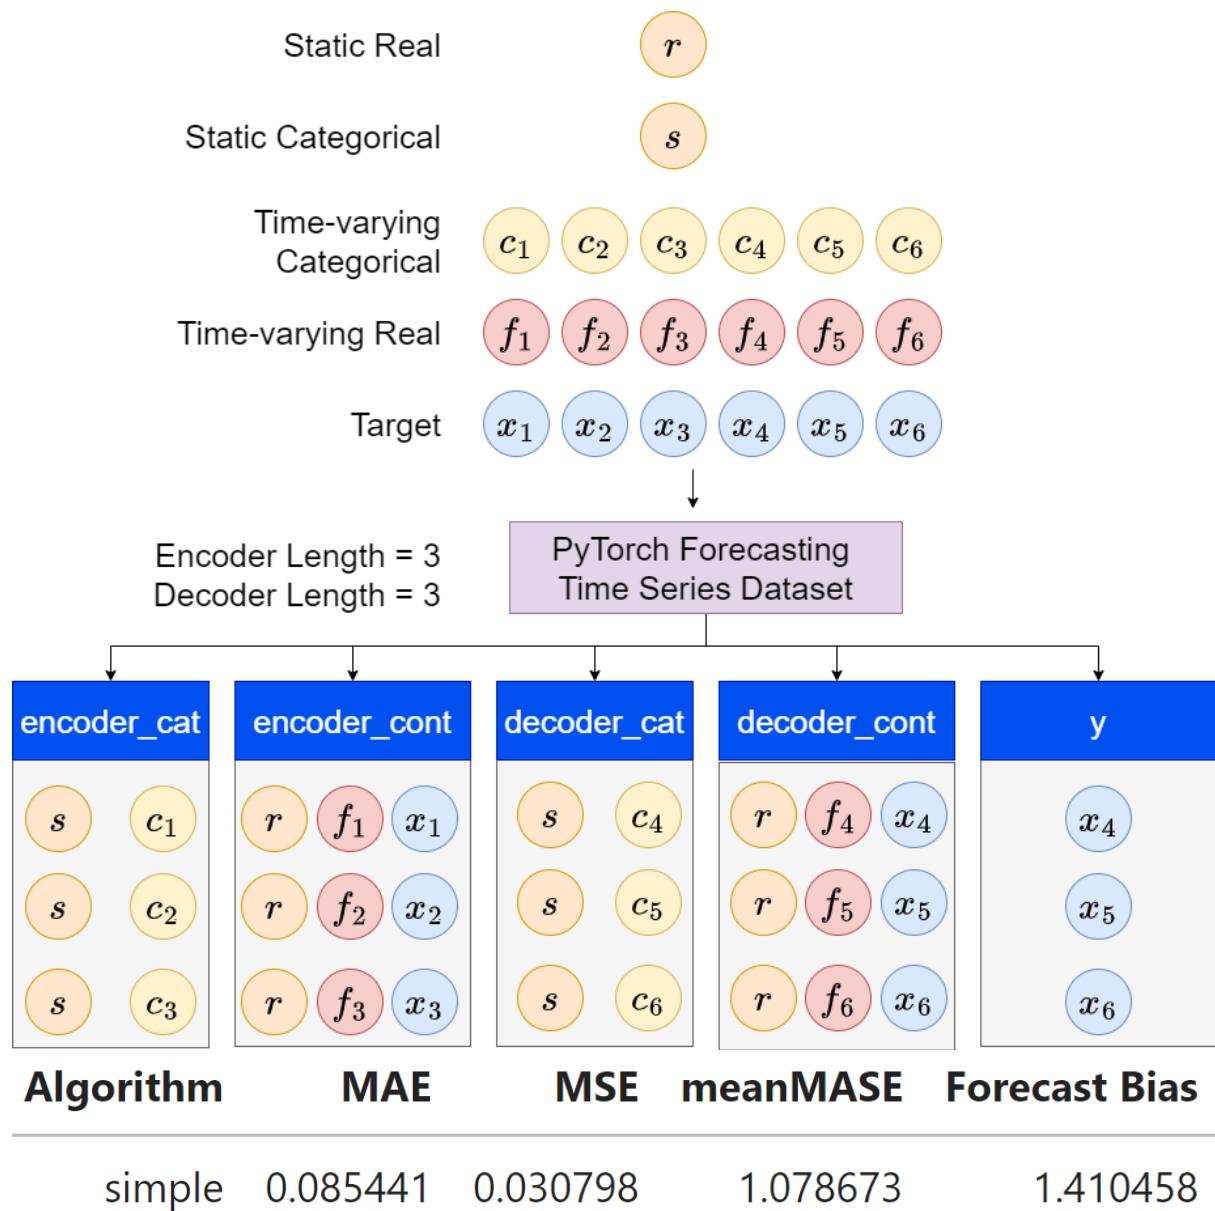 Static Real r
Static Categorical s
Time-varying
Categorical c₁ c₂ c₃ c₄ c₅ c₆
Time-varying Real f₁ f₂ f₃ f₄ f₅ f₆
Target x₁ x₂ x₃ x₄ x₅ x₆
Encoder Length = 3
Decoder Length = 3
PyTorch Forecasting
Time Series Dataset
encoder_cat encoder_cont decoder_cat decoder_cont y
s c₁ r f₁ x₁ s c₄ r f₄ x₄ x₄
s c₂ r f₂ x₂ s c₅ r f₅ x₅ x₅
s c₃ r f₃ x₃ s c₆ r f₆ x₆ x₆
Algorithm MAE MSE meanMASE Forecast Bias
simple 0.085441 0.030798 1.078673 1.410458